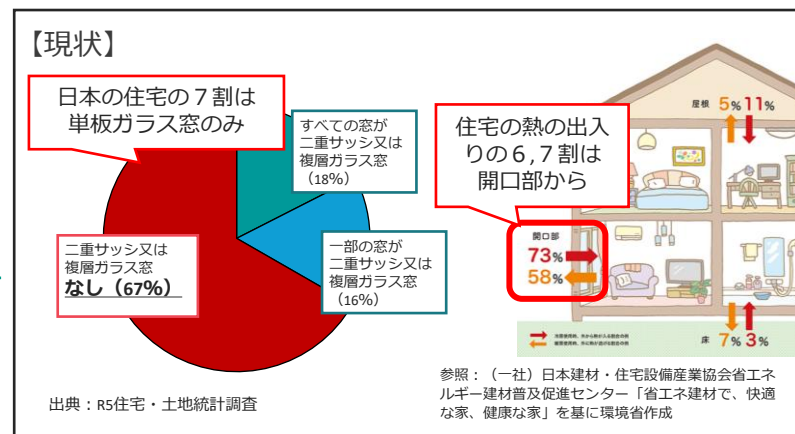 【現状】
日本の住宅の７割は
単板ガラス窓のみ
すべての窓が
二重サッシ又は
複層ガラス窓
（18%）
一部の窓が
二重サッシ又は
複層ガラス窓
（16%）
二重サッシ又は
複層ガラス窓
なし（67%）
出典：R5住宅・土地統計調査
住宅の熱の出入
りの６,７割は
開口部から
屋根 5% 11%
開口部
73%
58%
床 7% 3%
参照：（一社）日本建材・住宅設備産業協会省エネ
ルギー建材普及促進センター「省エネ建材で、快適
な家、健康な家」を基に環境省作成